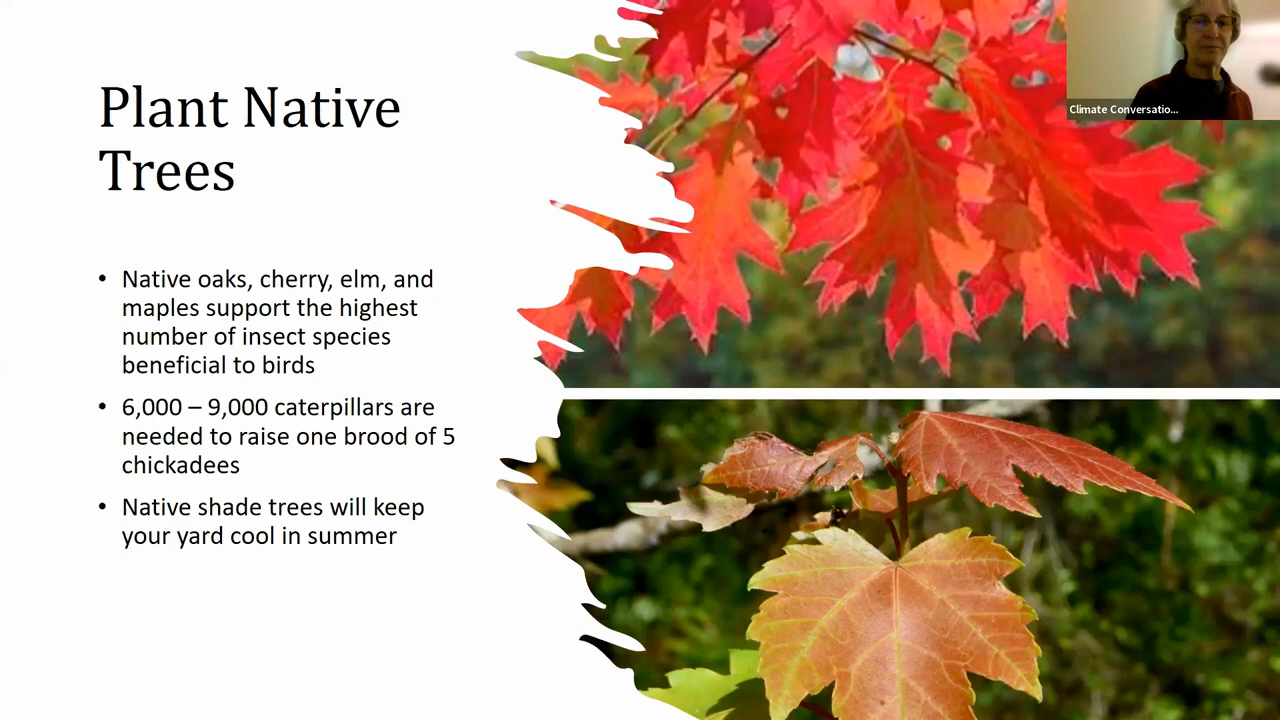 Plant Native
Trees
• Native oaks, cherry, elm, and
maples support the highest
number of insect species
beneficial to birds
• 6,000 – 9,000 caterpillars are
needed to raise one brood of 5
chickadees
• Native shade trees will keep
your yard cool in summer
Climate Conversatio...